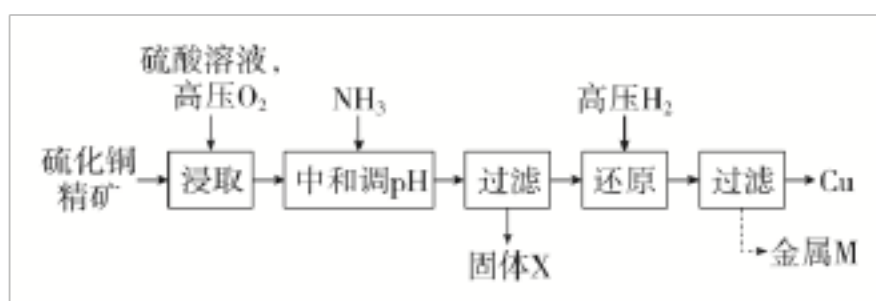 硫酸溶液，
高压O₂
NH₃
高压H₂
硫化铜
精矿
浸取
中和调pH
过滤
还原
过滤
Cu
固体X
金属M